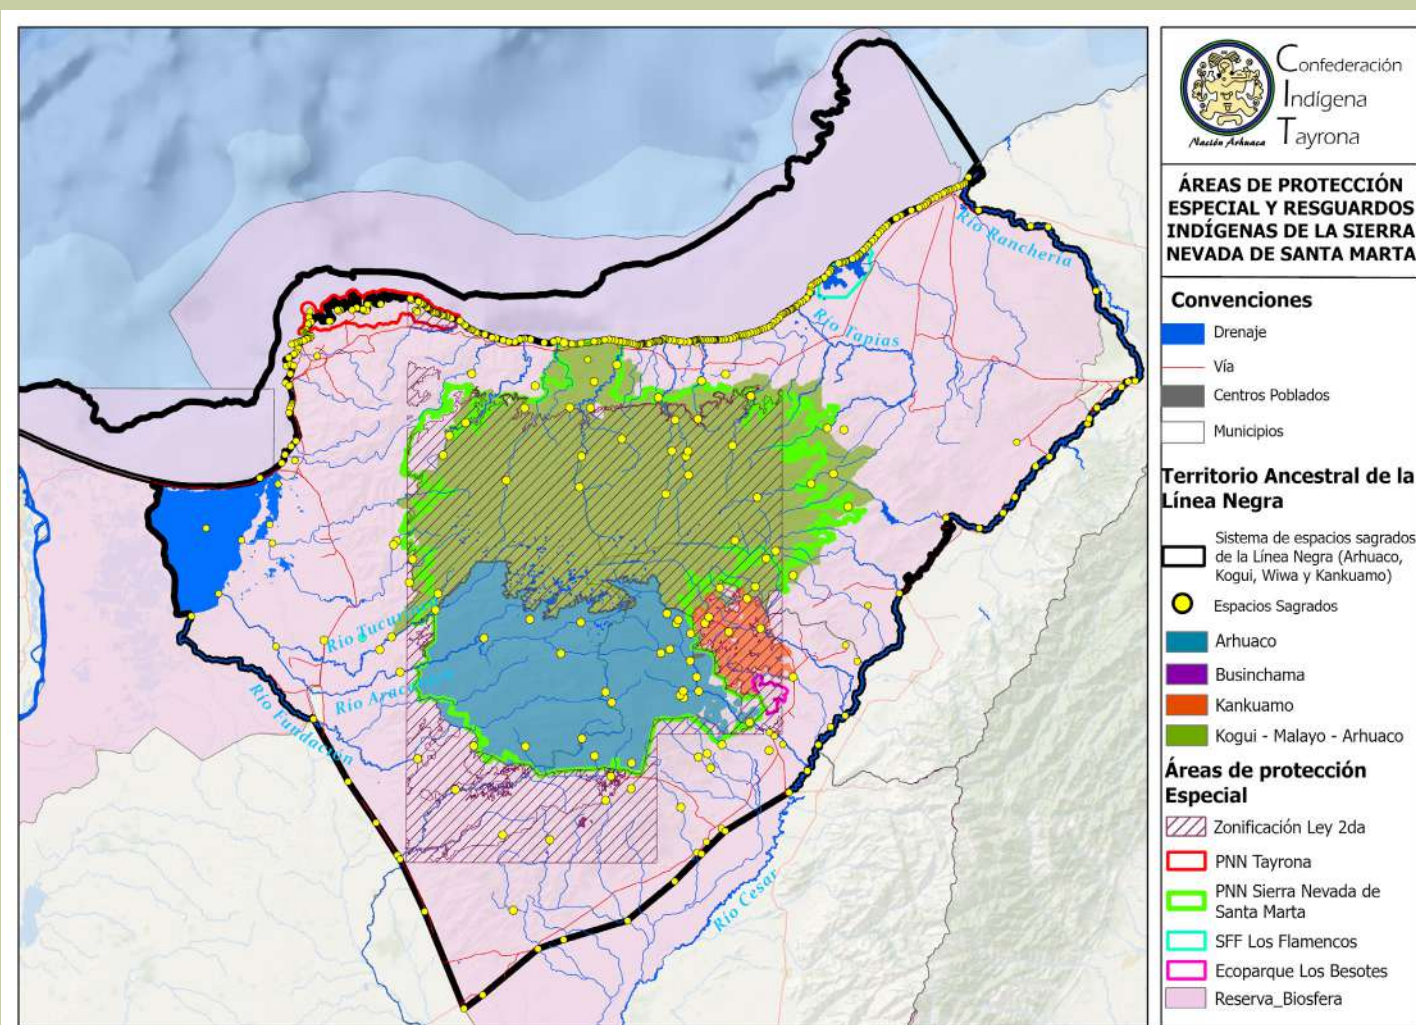 Confederación
Indígena
Tayrona
Nación Arhuaca
ÁREAS DE PROTECCIÓN
ESPECIAL Y RESGUARDOS
INDÍGENAS DE LA SIERRA
NEVADA DE SANTA MARTA
Convenciones
Drenaje
Vía
Centros Poblados
Municipios
Territorio Ancestral de la
Línea Negra
Sistema de espacios sagrados
de la Línea Negra (Arhuaco,
Kogui, Wiwa y Kankuamo)
Espacios Sagrados
Arhuaco
Businchama
Kankuamo
Kogui - Malayo - Arhuaco
Áreas de protección
Especial
Zonificación Ley 2da
PNN Tayrona
PNN Sierra Nevada de
Santa Marta
SFF Los Flamencos
Ecoparque Los Besotes
Reserva_Biosfera
Río Ranchería
Río Tapias
Río
Río
Río Fundación
Río Cesar